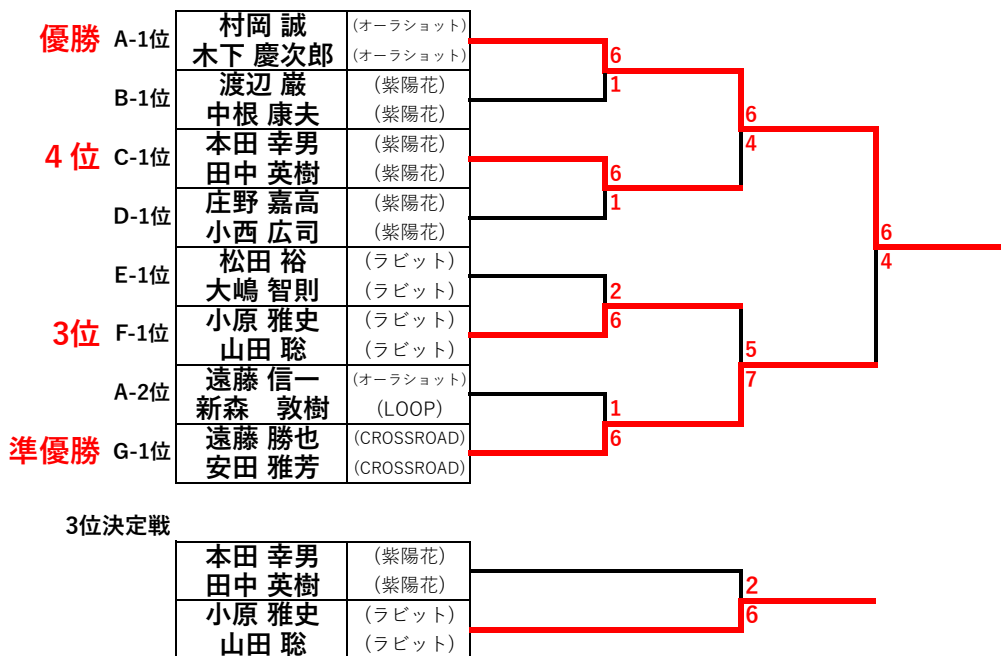 優勝 A-1位 村岡 誠 (オーラショット)
木下 慶次郎 (オーラショット)
B-1位 渡辺 巌 (紫陽花)
中根 康夫 (紫陽花)
4位 C-1位 本田 幸男 (紫陽花)
田中 英樹 (紫陽花)
D-1位 庄野 嘉高 (紫陽花)
小西 広司 (紫陽花)
E-1位 松田 裕 (ラビット)
大嶋 智則 (ラビット)
3位 F-1位 小原 雅史 (ラビット)
山田 聡 (ラビット)
A-2位 遠藤 信一 (オーラショット)
新森　敦樹 (LOOP)
準優勝 G-1位 遠藤 勝也 (CROSSROAD)
安田 雅芳 (CROSSROAD)
6
1
6
1
2
6
1
6
6
4
5
7
6
4
3位決定戦
本田 幸男 (紫陽花)
田中 英樹 (紫陽花)
小原 雅史 (ラビット)
山田 聡 (ラビット)
2
6